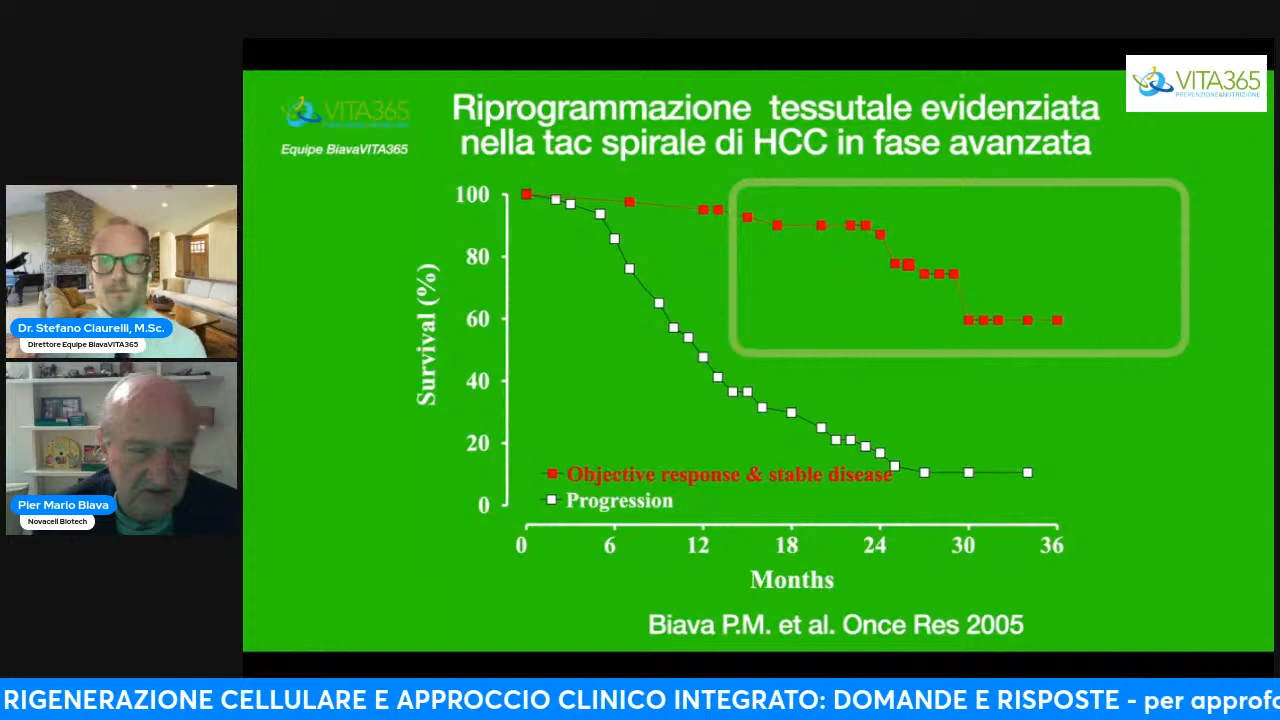 VITA365
PREVENZIONE&NUTRIZIONE
VITA365
Equipe BiavaVITA365
Riprogrammazione tessutale evidenziata
nella tac spirale di HCC in fase avanzata
Dr. Stefano Ciaurelli, M.Sc.
Direttore Equipe BiavaVITA365
Pier Mario Biava
Novacell Biotech
Survival (%)
100
80
60
40
20
0
Objective response & stable disease
Progression
0 6 12 18 24 30 36
Months
Biava P.M. et al. Once Res 2005
RIGENERAZIONE CELLULARE E APPROCCIO CLINICO INTEGRATO: DOMANDE E RISPOSTE - per approfo